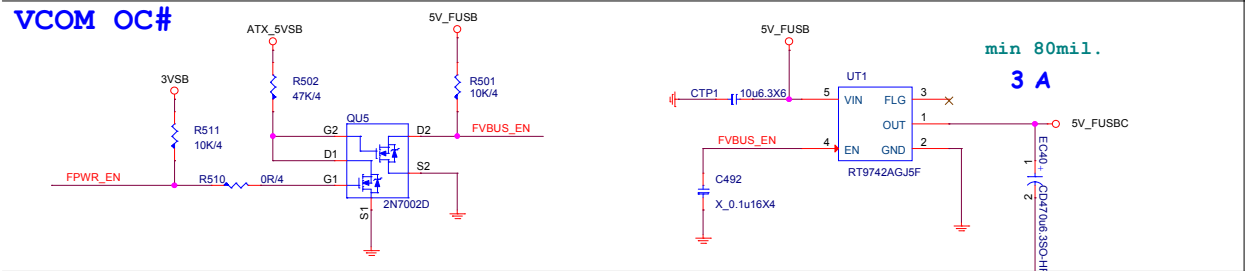 VCOM OC#
ATX_5VSB
5V_FUSB
3VSB
R502
47K/4
R501
10K/4
R511
10K/4
QU5
G2
D2
FVBUS_EN
D1
S2
FPWR_EN
R510
0R/4
G1
2N7002D
S1
5V_FUSB
min 80mil.
3 A
UT1
CTP1
10u6.3X6
5
VIN
FLG
3
OUT
1
5V_FUSBC
FVBUS_EN
4
EN
GND
2
RT9742AGJ5F
C492
X_0.1u16X4
EC40
+
1
2